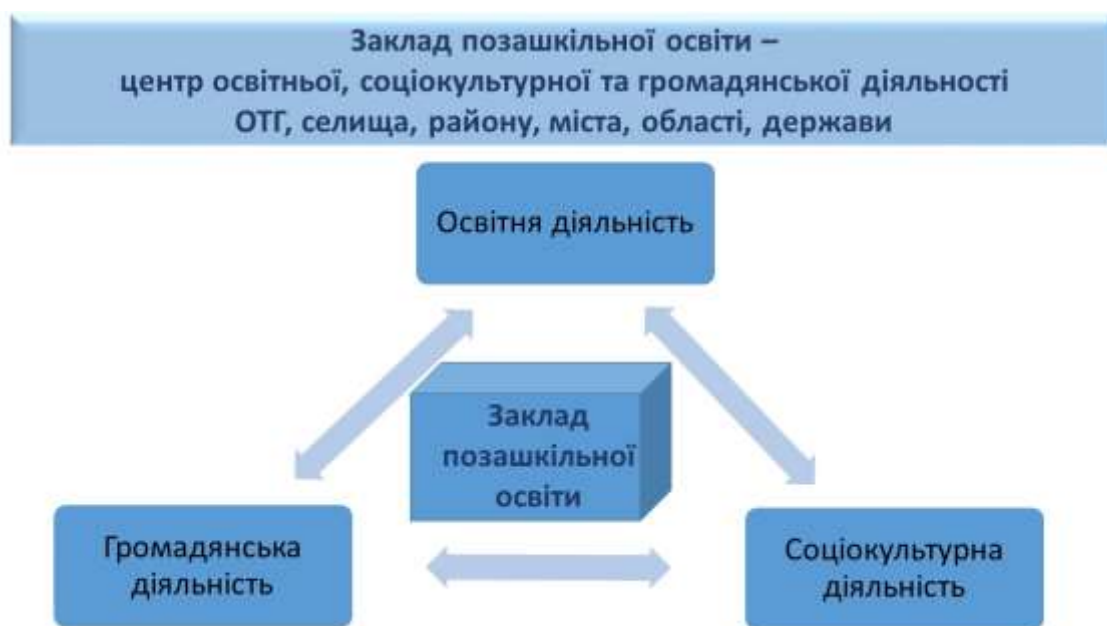 Заклад позашкільної освіти –
центр освітньої, соціокультурної та громадянської діяльності
ОТГ, селища, району, міста, області, держави
Освітня діяльність
Заклад
позашкільної
освіти
Громадянська
діяльність
Соціокультурна
діяльність